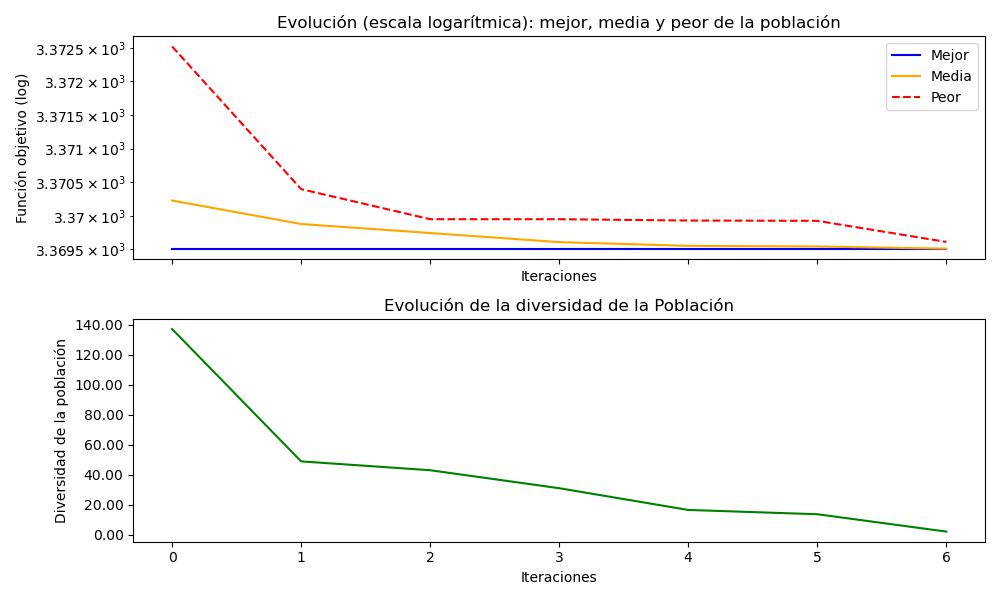 Evolución (escala logarítmica): mejor, media y peor de la población
Función objetivo (log)
3.3725 × 10³
3.372 × 10³
3.3715 × 10³
3.371 × 10³
3.3705 × 10³
3.37 × 10³
3.3695 × 10³
Mejor
Media
Peor
Iteraciones
Evolución de la diversidad de la Población
Diversidad de la población
140.00
120.00
100.00
80.00
60.00
40.00
20.00
0.00
0 1 2 3 4 5 6
Iteraciones